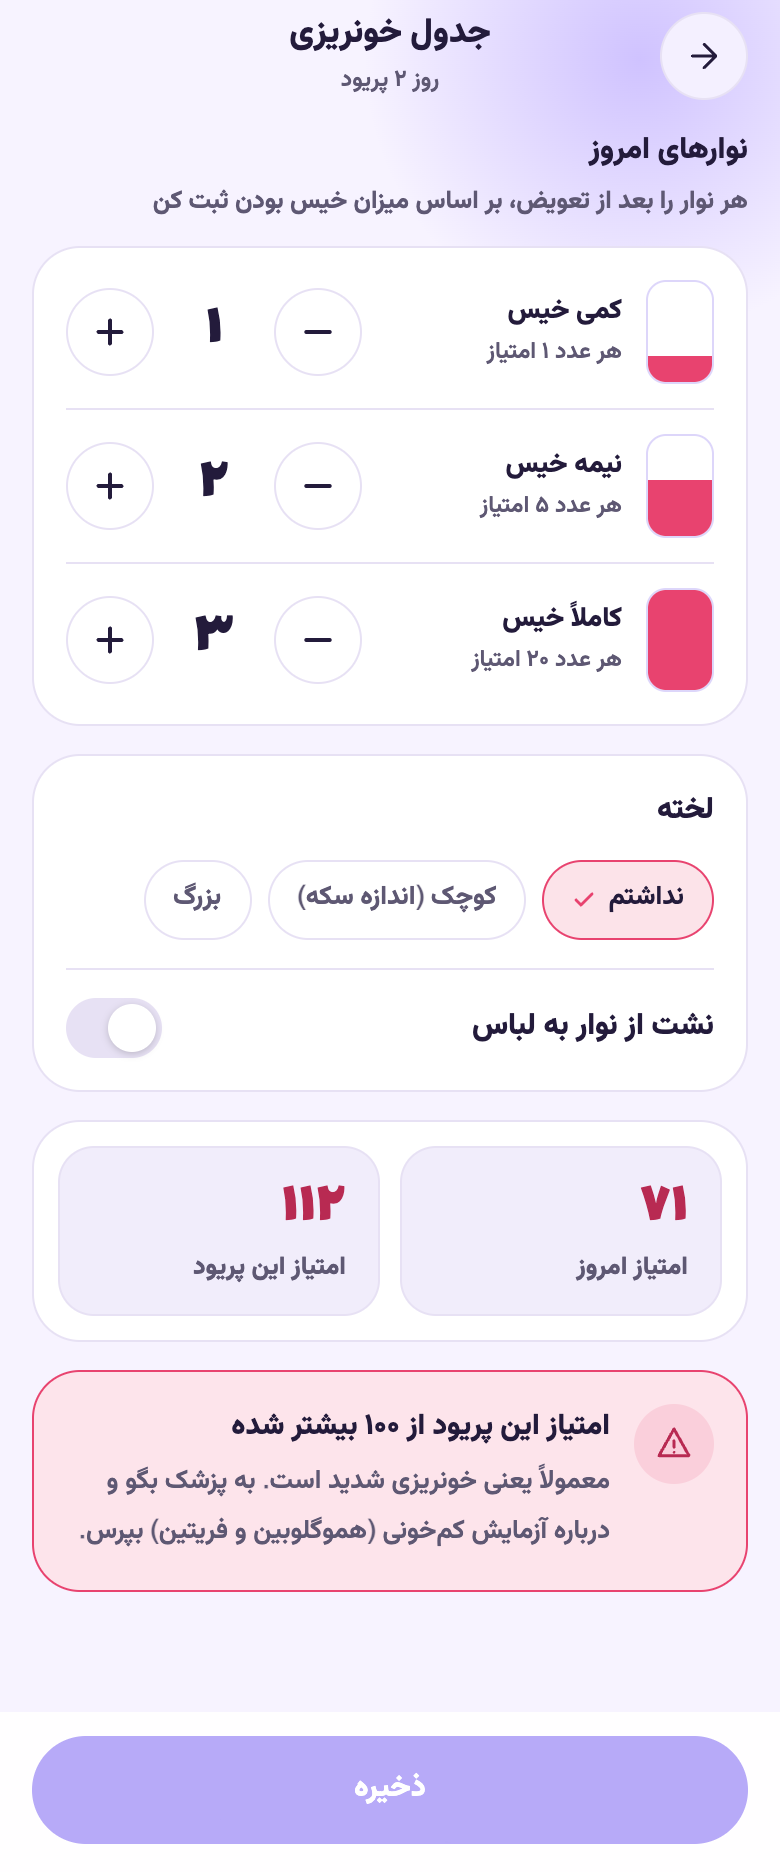 جدول خونریزی
روز ۲ پریود
نوارهای امروز
هر نوار را بعد از تعویض، بر اساس میزان خیس بودن ثبت کن
کمی خیس
هر عدد ۱ امتیاز
۱
نیمه خیس
هر عدد ۵ امتیاز
۲
کاملاً خیس
هر عدد ۲۰ امتیاز
۳
لخته
نداشتم
کوچک (اندازه سکه)
بزرگ
نشت از نوار به لباس
۷۱
امتیاز امروز
۱۱۲
امتیاز این پریود
امتیاز این پریود از ۱۰۰ بیشتر شده
معمولاً یعنی خونریزی شدید است. به پزشک بگو و
درباره آزمایش کم‌خونی (هموگلوبین و فریتین) بپرس.
ذخیره